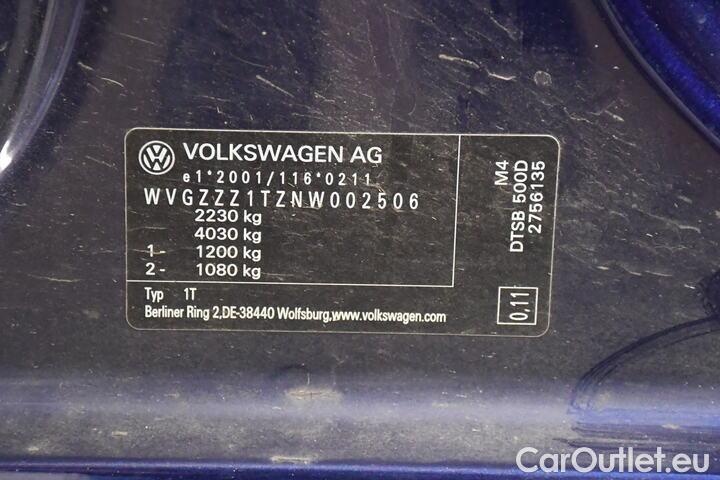 VOLKSWAGEN AG
e1*2001/116*0211
WVGZZZ1TZNW002506
2230 kg
4030 kg
1- 1200 kg
2- 1080 kg
Typ 1T
Berliner Ring 2,DE-38440 Wolfsburg,www.volkswagen.com
M4
DTSB 500D
2756135
0,11
CarOutlet.eu